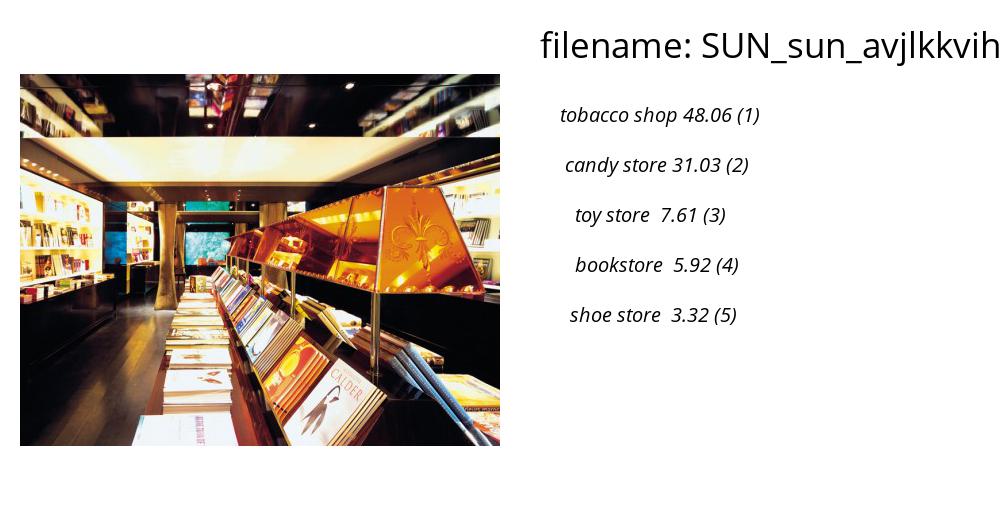 filename: SUN_sun_avjlkkvih
tobacco shop 48.06 (1)
candy store 31.03 (2)
toy store 7.61 (3)
bookstore 5.92 (4)
shoe store 3.32 (5)
CALDER